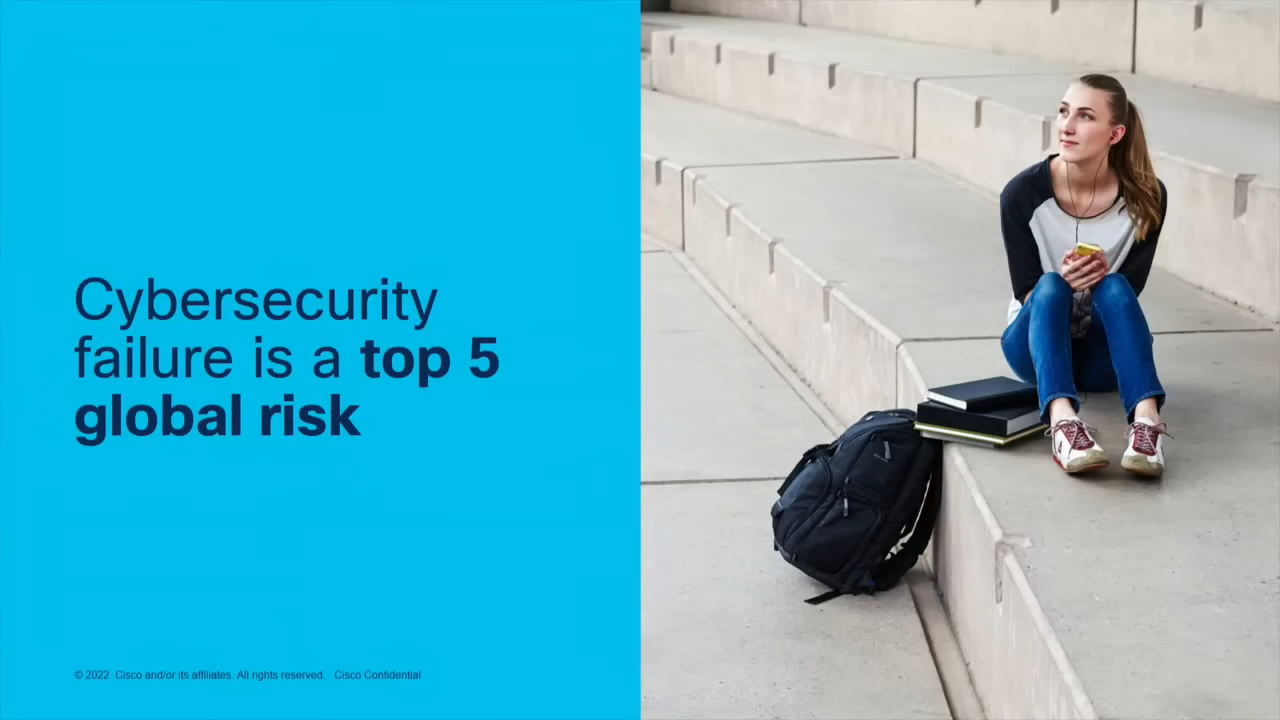 Cybersecurity
failure is a top 5
global risk
© 2022 Cisco and/or its affiliates. All rights reserved. Cisco Confidential